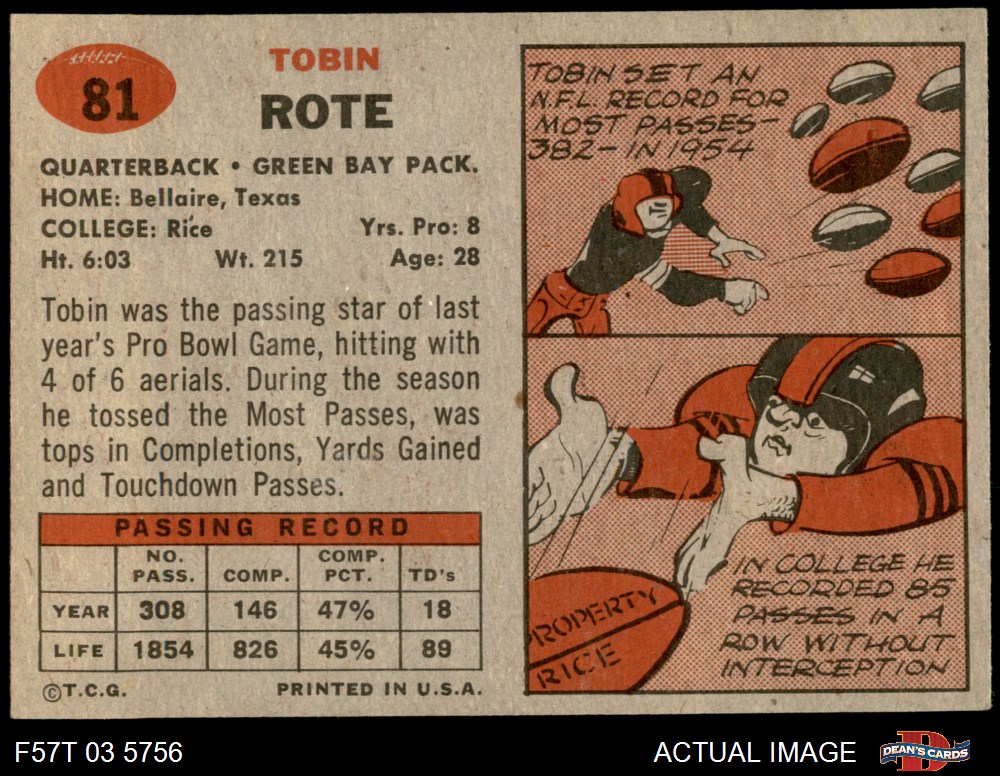 81
TOBIN
ROTE
QUARTERBACK • GREEN BAY PACK.
HOME: Bellaire, Texas
COLLEGE: Rice Yrs. Pro: 8
Ht. 6:03 Wt. 215 Age: 28
Tobin was the passing star of last
year's Pro Bowl Game, hitting with
4 of 6 aerials. During the season
he tossed the Most Passes, was
tops in Completions, Yards Gained
and Touchdown Passes.
PASSING RECORD
NO. PASS. COMP. COMP. PCT. TD's
YEAR 308 146 47% 18
LIFE 1854 826 45% 89
©T.C.G. PRINTED IN U.S.A.
TOBIN SET AN
N.F.L. RECORD FOR
MOST PASSES—
382—IN 1954
IN COLLEGE HE
RECORDED 85
PASSES IN A
ROW WITHOUT
INTERCEPTION
PROPERTY
RICE
F57T 03 5756 ACTUAL IMAGE DEAN'S CARDS